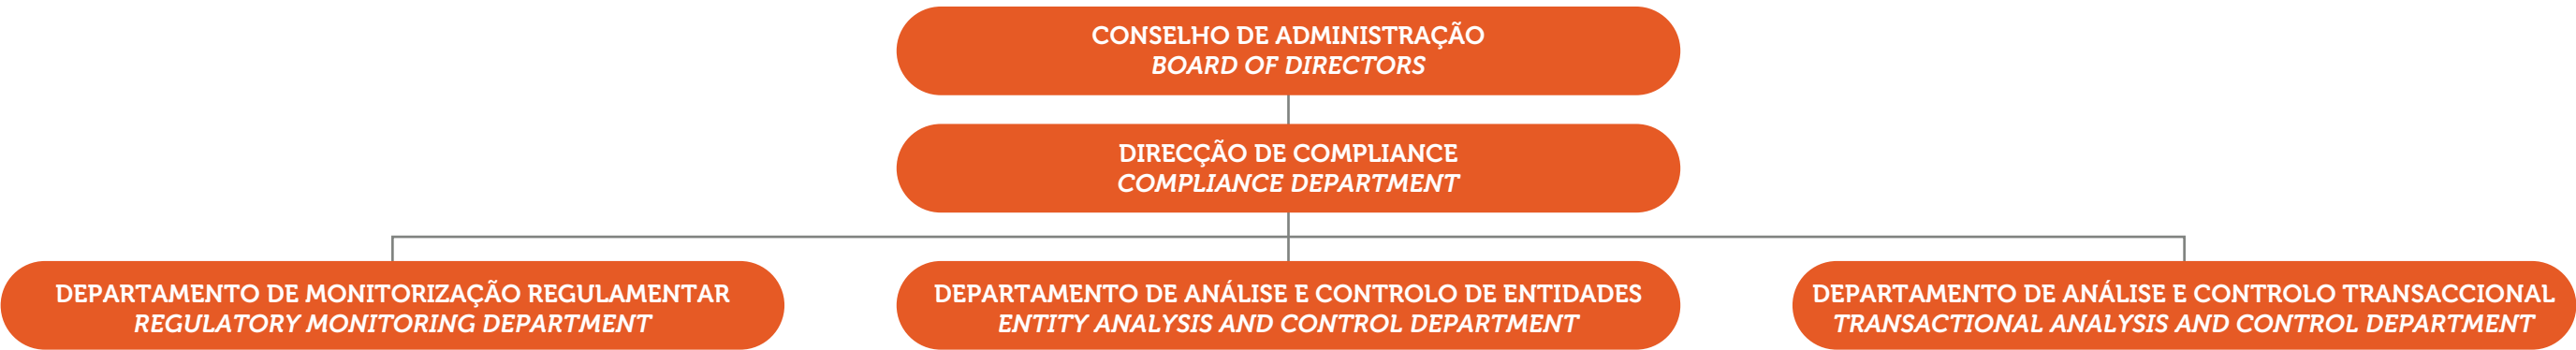 CONSELHO DE ADMINISTRAÇÃO
BOARD OF DIRECTORS
DIRECÇÃO DE COMPLIANCE
COMPLIANCE DEPARTMENT
DEPARTAMENTO DE MONITORIZAÇÃO REGULAMENTAR
REGULATORY MONITORING DEPARTMENT
DEPARTAMENTO DE ANÁLISE E CONTROLO DE ENTIDADES
ENTITY ANALYSIS AND CONTROL DEPARTMENT
DEPARTAMENTO DE ANÁLISE E CONTROLO TRANSACCIONAL
TRANSACTIONAL ANALYSIS AND CONTROL DEPARTMENT